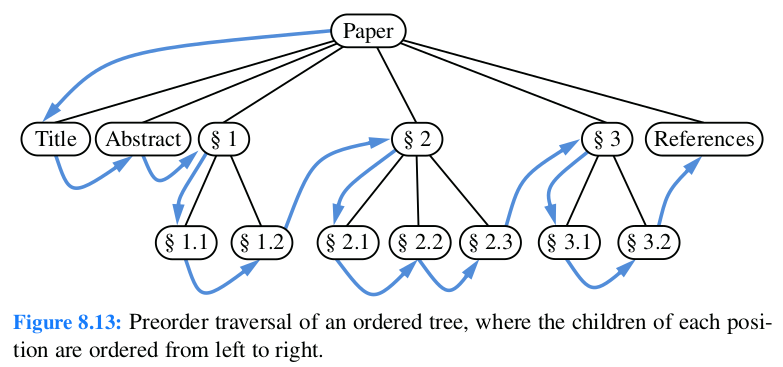 Paper
Title Abstract § 1 § 2 § 3 References
§ 1.1 § 1.2 § 2.1 § 2.2 § 2.3 § 3.1 § 3.2
Figure 8.13: Preorder traversal of an ordered tree, where the children of each posi-
tion are ordered from left to right.